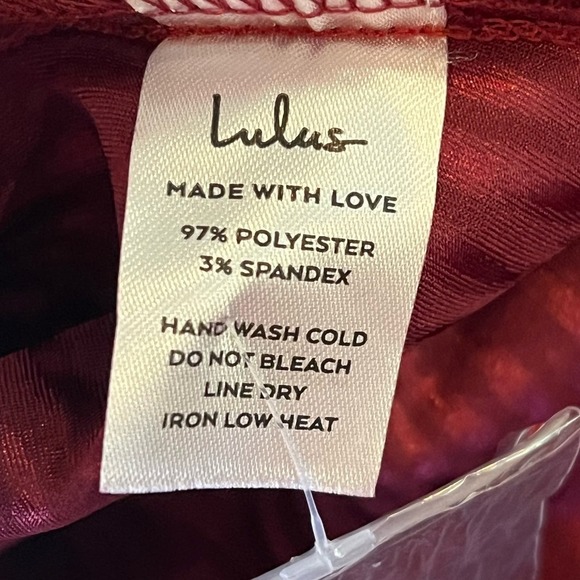 Lulus
MADE WITH LOVE
97% POLYESTER
3% SPANDEX
HAND WASH COLD
DO NOT BLEACH
LINE DRY
IRON LOW HEAT